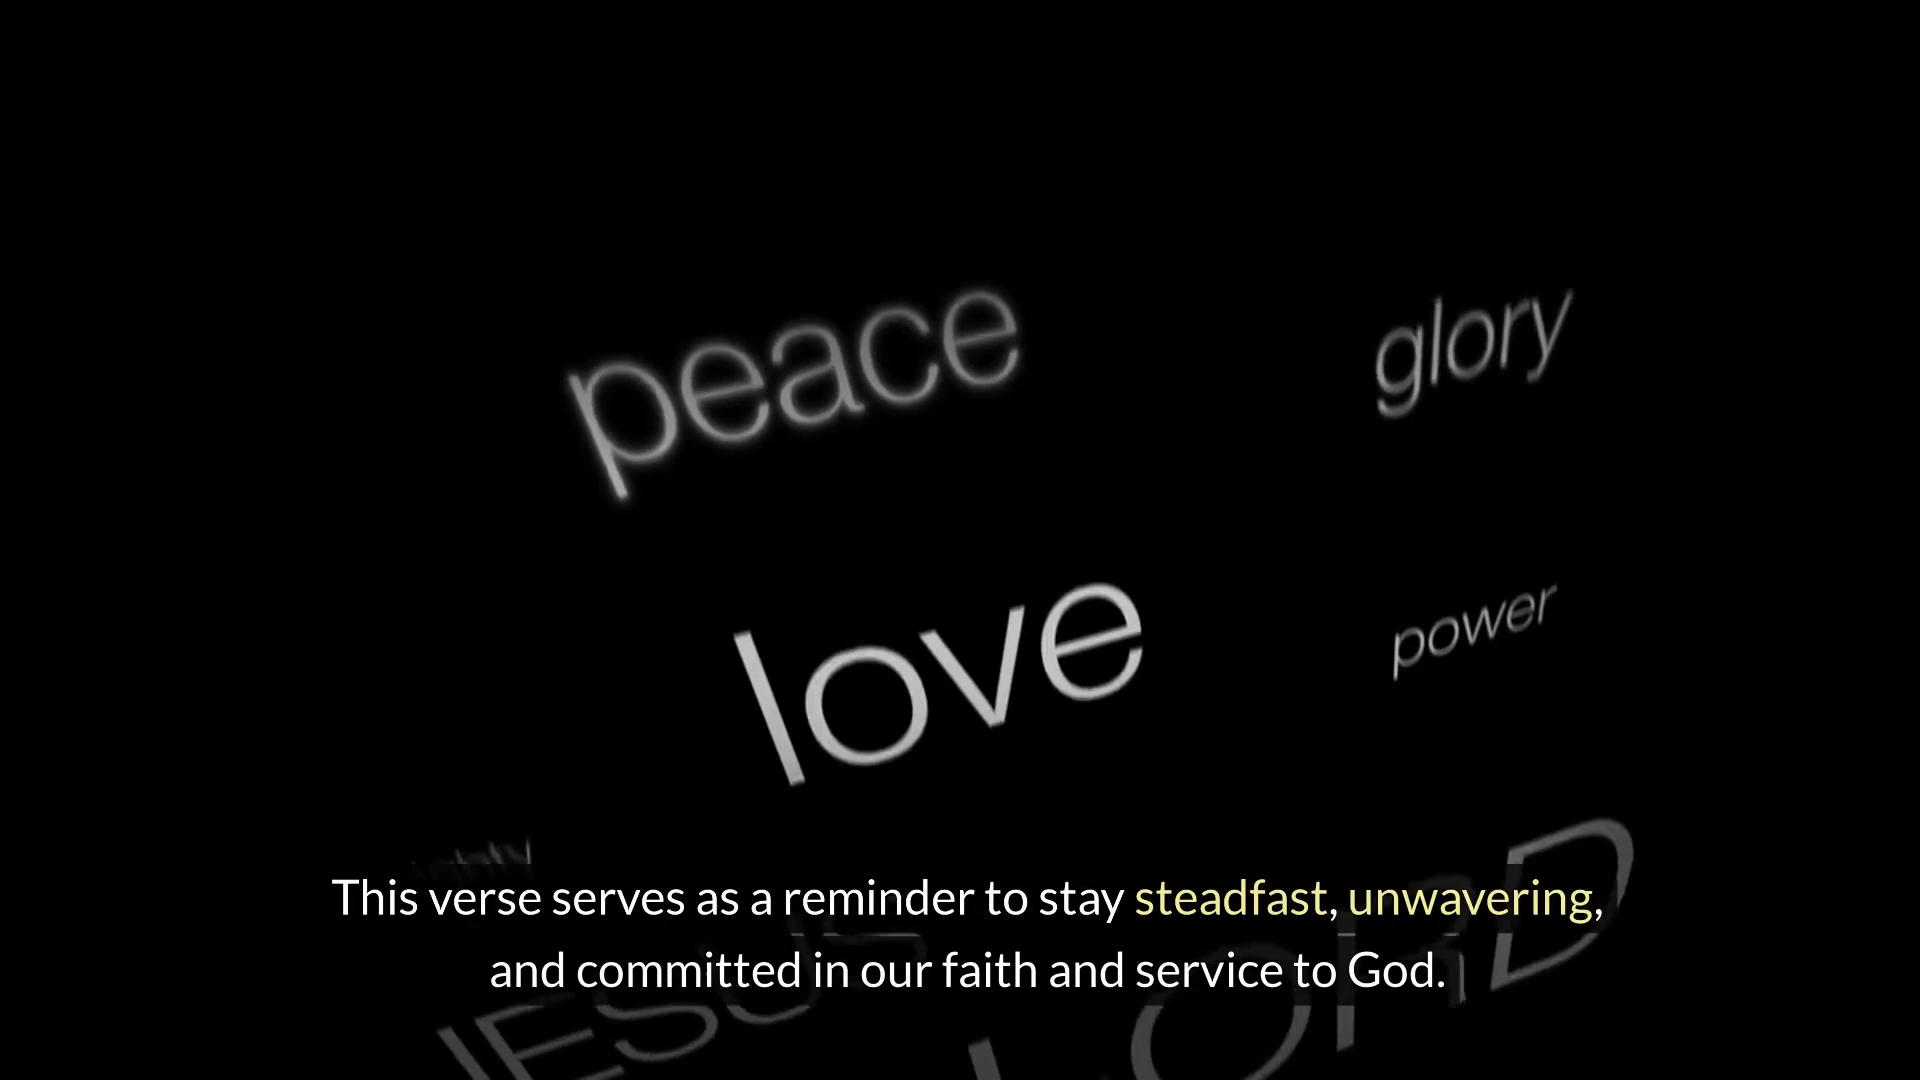 peace
glory
love
power
This verse serves as a reminder to stay steadfast, unwavering,
and committed in our faith and service to God.
JESUS
LORD